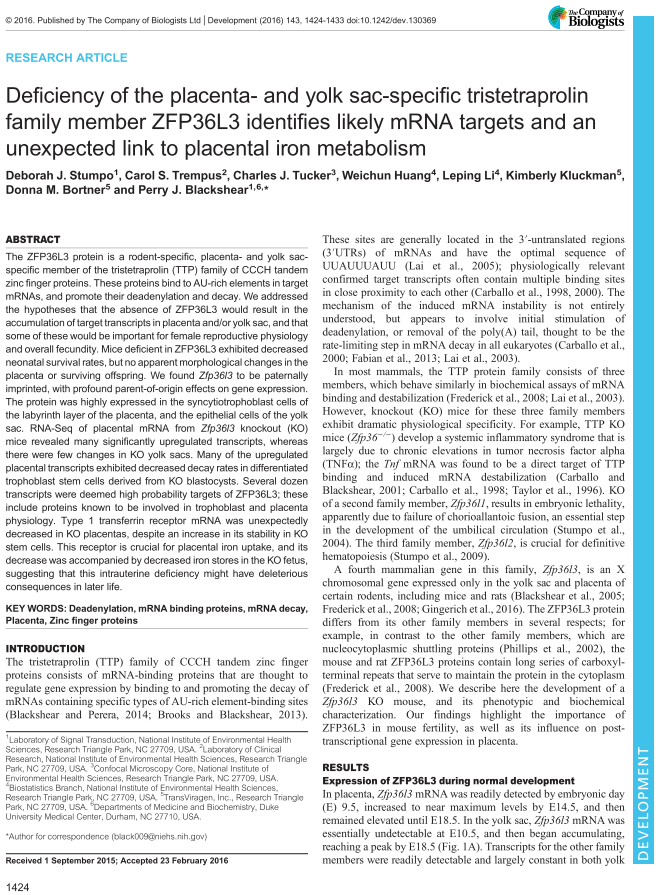 © 2016. Published by The Company of Biologists Ltd | Development (2016) 143, 1424-1433 doi:10.1242/dev.130369
The Company of
Biologists
RESEARCH ARTICLE
Deficiency of the placenta- and yolk sac-specific tristetraprolin
family member ZFP36L3 identifies likely mRNA targets and an
unexpected link to placental iron metabolism
Deborah J. Stumpo1, Carol S. Trempus2, Charles J. Tucker3, Weichun Huang4, Leping Li4, Kimberly Kluckman5,
Donna M. Bortner5 and Perry J. Blackshear1,6,*
ABSTRACT
The ZFP36L3 protein is a rodent-specific, placenta- and yolk sac-
specific member of the tristetraprolin (TTP) family of CCCH tandem
zinc finger proteins. These proteins bind to AU-rich elements in target
mRNAs, and promote their deadenylation and decay. We addressed
the hypotheses that the absence of ZFP36L3 would result in the
accumulation of target transcripts in placenta and/or yolk sac, and that
some of these would be important for female reproductive physiology
and overall fecundity. Mice deficient in ZFP36L3 exhibited decreased
neonatal survival rates, but no apparent morphological changes in the
placenta or surviving offspring. We found Zfp36l3 to be paternally
imprinted, with profound parent-of-origin effects on gene expression.
The protein was highly expressed in the syncytiotrophoblast cells of
the labyrinth layer of the placenta, and the epithelial cells of the yolk
sac. RNA-Seq of placental mRNA from Zfp36l3 knockout (KO)
mice revealed many significantly upregulated transcripts, whereas
there were few changes in KO yolk sacs. Many of the upregulated
placental transcripts exhibited decreased decay rates in differentiated
trophoblast stem cells derived from KO blastocysts. Several dozen
transcripts were deemed high probability targets of ZFP36L3; these
include proteins known to be involved in trophoblast and placenta
physiology. Type 1 transferrin receptor mRNA was unexpectedly
decreased in KO placentas, despite an increase in its stability in KO
stem cells. This receptor is crucial for placental iron uptake, and its
decrease was accompanied by decreased iron stores in the KO fetus,
suggesting that this intrauterine deficiency might have deleterious
consequences in later life.
KEY WORDS: Deadenylation, mRNA binding proteins, mRNA decay,
Placenta, Zinc finger proteins
INTRODUCTION
The tristetraprolin (TTP) family of CCCH tandem zinc finger
proteins consists of mRNA-binding proteins that are thought to
regulate gene expression by binding to and promoting the decay of
mRNAs containing specific types of AU-rich element-binding sites
(Blackshear and Perera, 2014; Brooks and Blackshear, 2013).
1Laboratory of Signal Transduction, National Institute of Environmental Health
Sciences, Research Triangle Park, NC 27709, USA. 2Laboratory of Clinical
Research, National Institute of Environmental Health Sciences, Research Triangle
Park, NC 27709, USA. 3Confocal Microscopy Core, National Institute of
Environmental Health Sciences, Research Triangle Park, NC 27709, USA.
4Biostatistics Branch, National Institute of Environmental Health Sciences,
Research Triangle Park, NC 27709, USA. 5TransViragen, Inc., Research Triangle
Park, NC 27709, USA. 6Departments of Medicine and Biochemistry, Duke
University Medical Center, Durham, NC 27710, USA.
*Author for correspondence (black009@niehs.nih.gov)
Received 1 September 2015; Accepted 23 February 2016
These sites are generally located in the 3′-untranslated regions
(3′UTRs) of mRNAs and have the optimal sequence of
UUAUUUAUU (Lai et al., 2005); physiologically relevant
confirmed target transcripts often contain multiple binding sites
in close proximity to each other (Carballo et al., 1998, 2000). The
mechanism of the induced mRNA instability is not entirely
understood, but appears to involve initial stimulation of
deadenylation, or removal of the poly(A) tail, thought to be the
rate-limiting step in mRNA decay in all eukaryotes (Carballo et al.,
2000; Fabian et al., 2013; Lai et al., 2003).
In most mammals, the TTP protein family consists of three
members, which behave similarly in biochemical assays of mRNA
binding and destabilization (Frederick et al., 2008; Lai et al., 2003).
However, knockout (KO) mice for these three family members
exhibit dramatic physiological specificity. For example, TTP KO
mice (Zfp36−/−) develop a systemic inflammatory syndrome that is
largely due to chronic elevations in tumor necrosis factor alpha
(TNFα); the Tnf mRNA was found to be a direct target of TTP
binding and induced mRNA destabilization (Carballo and
Blackshear, 2001; Carballo et al., 1998; Taylor et al., 1996). KO
of a second family member, Zfp36l1, results in embryonic lethality,
apparently due to failure of chorioallantoic fusion, an essential step
in the development of the umbilical circulation (Stumpo et al.,
2004). The third family member, Zfp36l2, is crucial for definitive
hematopoiesis (Stumpo et al., 2009).
A fourth mammalian gene in this family, Zfp36l3, is an X
chromosomal gene expressed only in the yolk sac and placenta of
certain rodents, including mice and rats (Blackshear et al., 2005;
Frederick et al., 2008; Gingerich et al., 2016). The ZFP36L3 protein
differs from its other family members in several respects; for
example, in contrast to the other family members, which are
nucleocytoplasmic shuttling proteins (Phillips et al., 2002), the
mouse and rat ZFP36L3 proteins contain long series of carboxyl-
terminal repeats that serve to maintain the protein in the cytoplasm
(Frederick et al., 2008). We describe here the development of a
Zfp36l3 KO mouse, and its phenotypic and biochemical
characterization. Our findings highlight the importance of
ZFP36L3 in mouse fertility, as well as its influence on post-
transcriptional gene expression in placenta.
RESULTS
Expression of ZFP36L3 during normal development
In placenta, Zfp36l3 mRNA was readily detected by embryonic day
(E) 9.5, increased to near maximum levels by E14.5, and then
remained elevated until E18.5. In the yolk sac, Zfp36l3 mRNA was
essentially undetectable at E10.5, and then began accumulating,
reaching a peak by E18.5 (Fig. 1A). Transcripts for the other family
members were readily detectable and largely constant in both yolk
1424
DEVELOPMENT